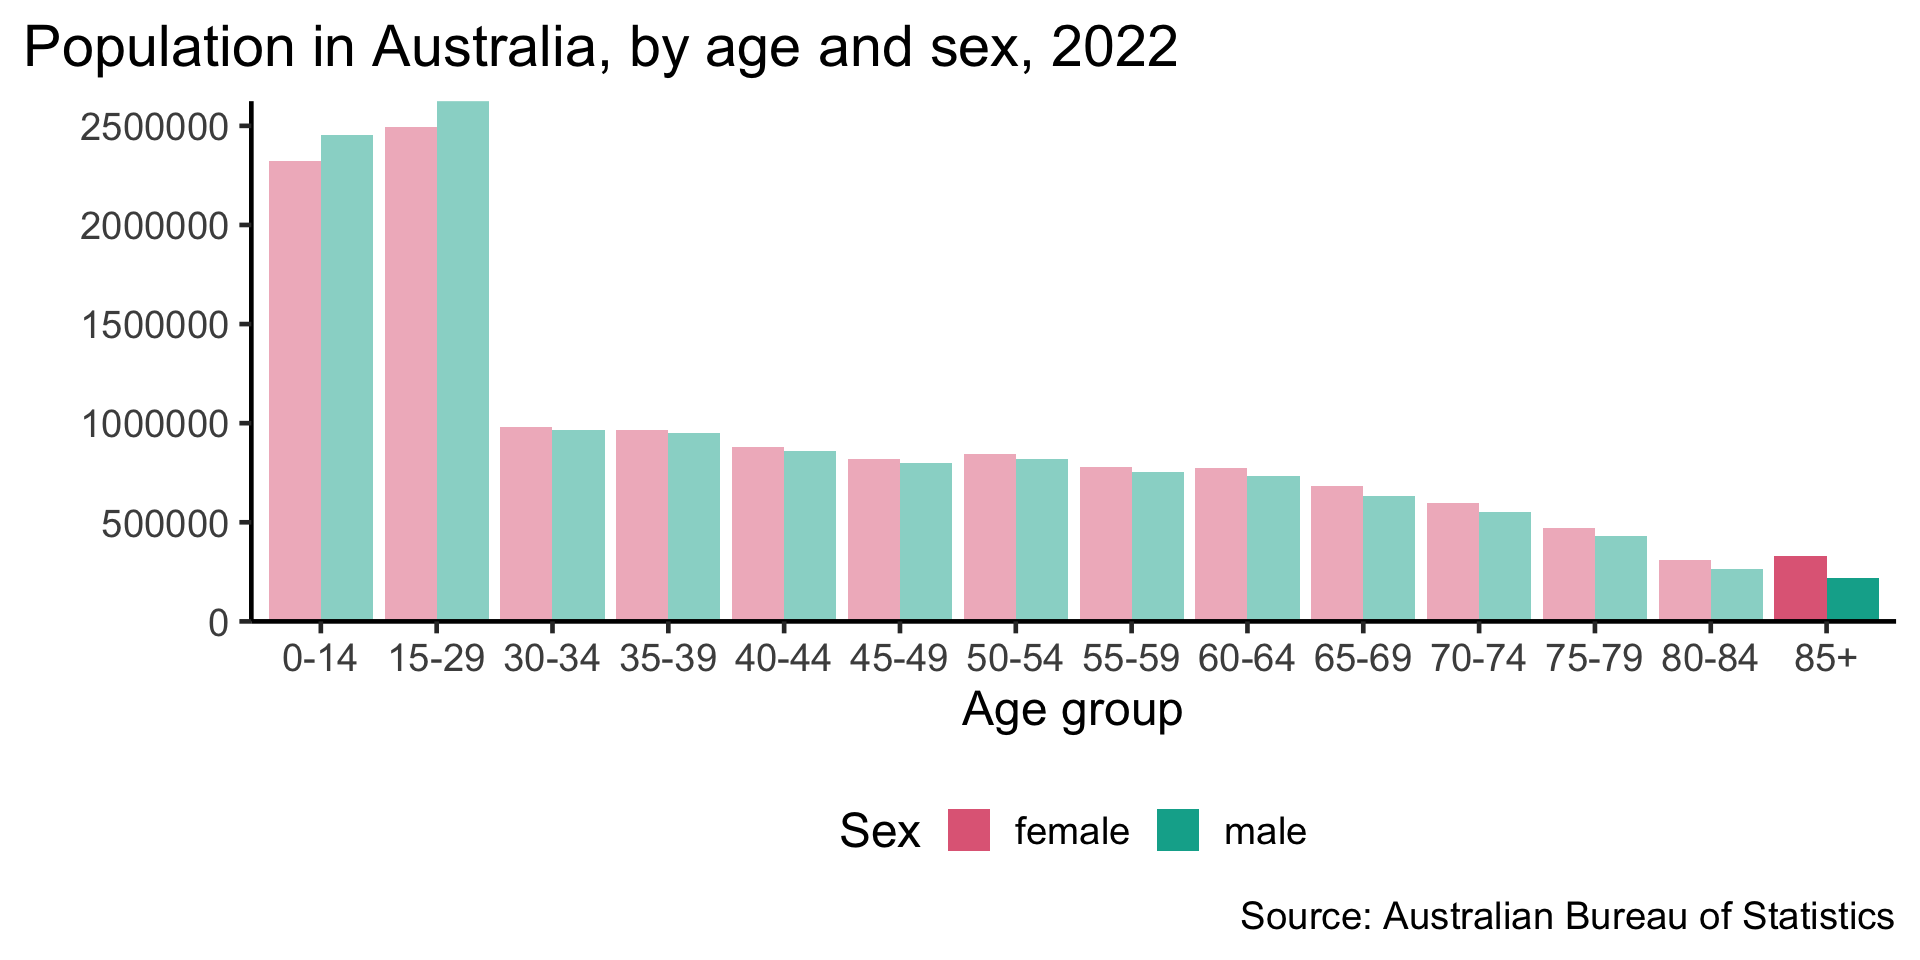 Population in Australia, by age and sex, 2022
2500000
2000000
1500000
1000000
500000
0
0-14 15-29 30-34 35-39 40-44 45-49 50-54 55-59 60-64 65-69 70-74 75-79 80-84 85+
Age group
Sex female male
Source: Australian Bureau of Statistics